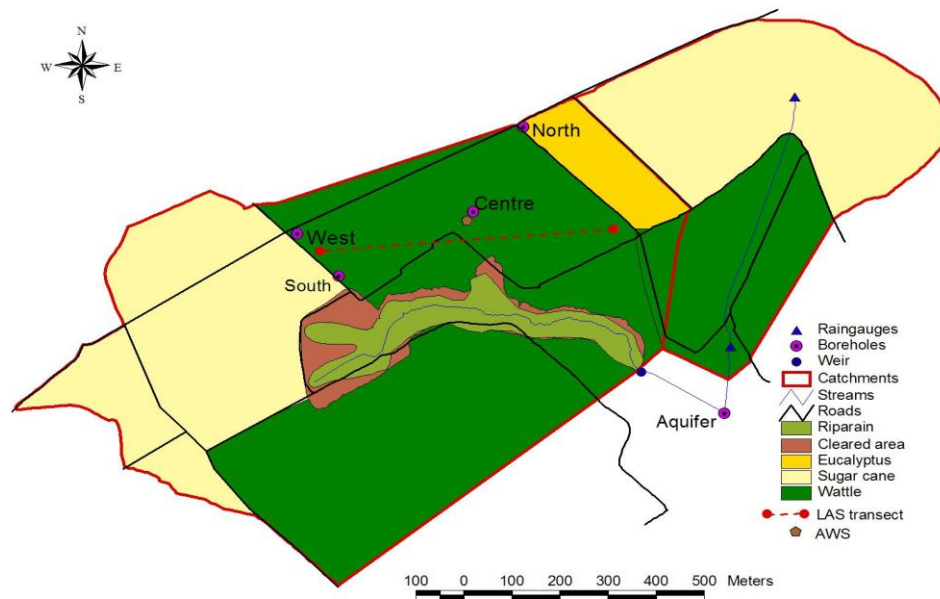 N
W E
S
North
Centre
West
South
Aquifer
Raingauges
Boreholes
Weir
Catchments
Streams
Roads
Riparain
Cleared area
Eucalyptus
Sugar cane
Wattle
LAS transect
AWS
100 0 100 200 300 400 500 Meters